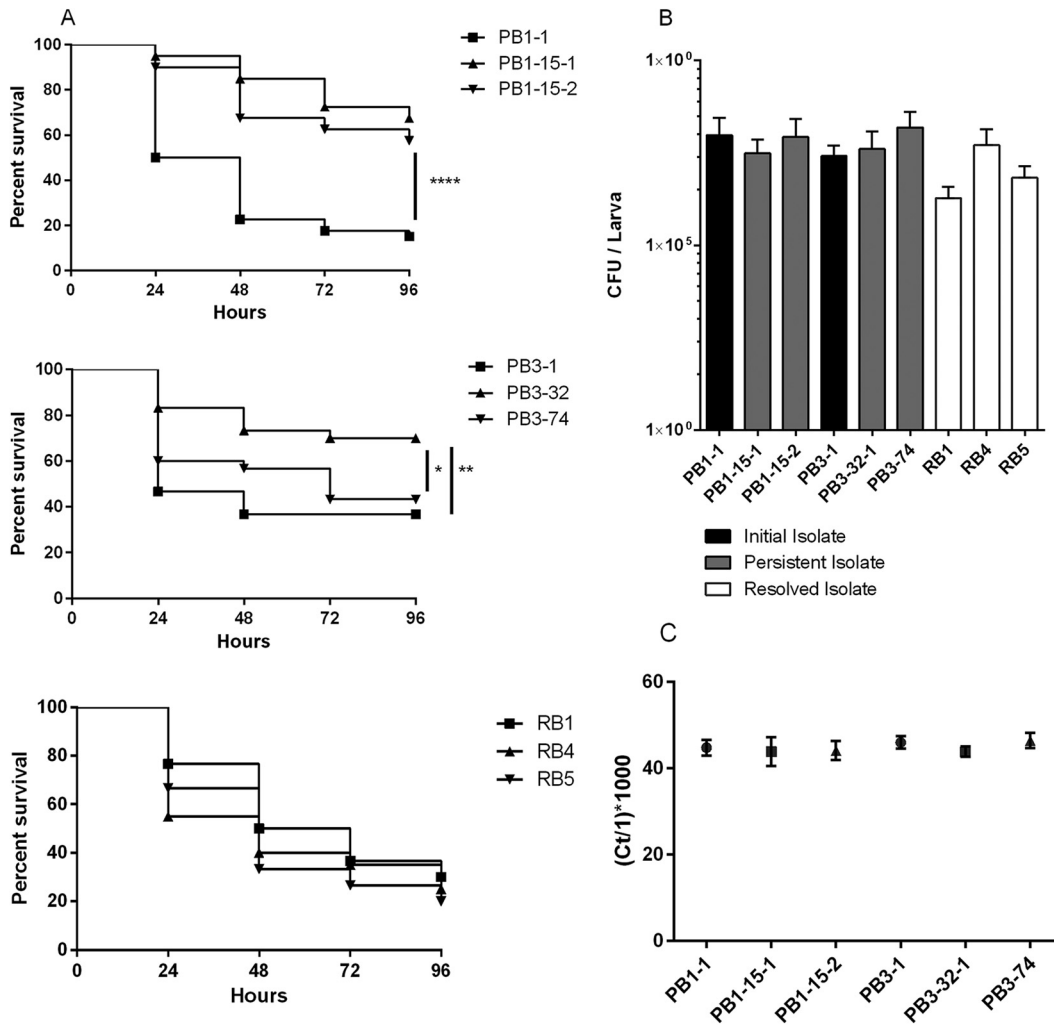 A
Percent survival
100
80
60
40
20
0
0 24 48 72 96
Hours
PB1-1
PB1-15-1
PB1-15-2
****
Percent survival
100
80
60
40
20
0
0 24 48 72 96
Hours
PB3-1
PB3-32
PB3-74
* **
Percent survival
100
80
60
40
20
0
0 24 48 72 96
Hours
RB1
RB4
RB5
B
CFU / Larva
1×10⁰
1×10⁵
1×10⁰
PB1-1 PB1-15-1 PB1-15-2 PB3-1 PB3-32-1 PB3-74 RB1 RB4 RB5
Initial Isolate
Persistent Isolate
Resolved Isolate
C
(Ct/1)*1000
60
40
20
0
PB1-1 PB1-15-1 PB1-15-2 PB3-1 PB3-32-1 PB3-74